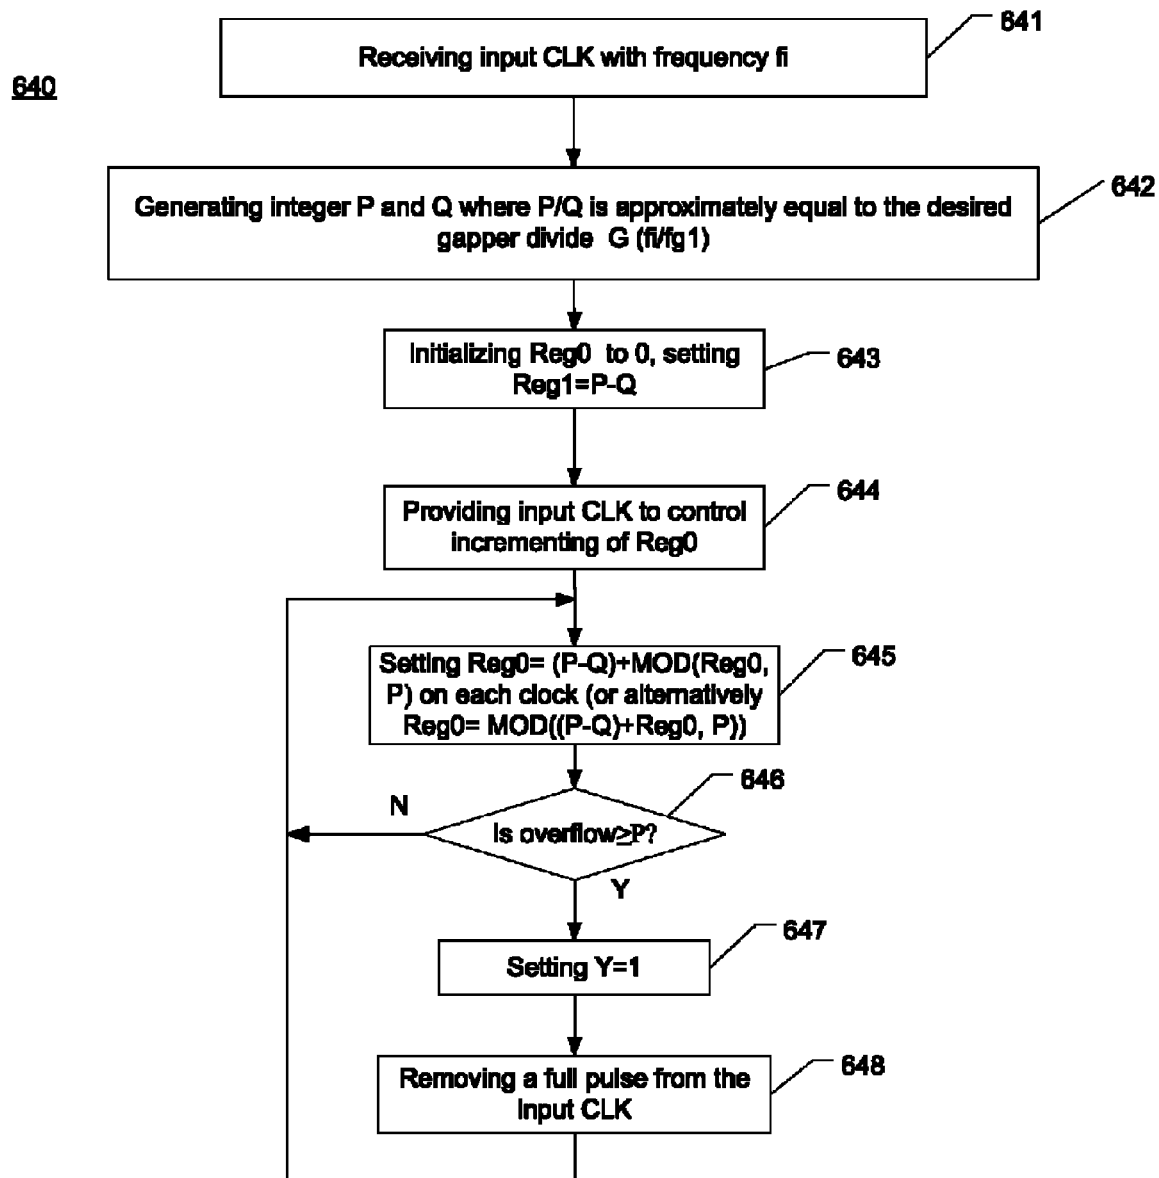 641
Receiving input CLK with frequency fi
640
642
Generating integer P and Q where P/Q is approximately equal to the desired
gapper divide G (fi/fg1)
Initializing Reg0 to 0, setting
Reg1=P-Q
643
644
Providing input CLK to control
incrementing of Reg0
Setting Reg0= (P-Q)+MOD(Reg0,
P) on each clock (or alternatively
Reg0= MOD((P-Q)+Reg0, P))
645
646
N
Is overflow≥P?
Y
647
Setting Y=1
648
Removing a full pulse from the
input CLK